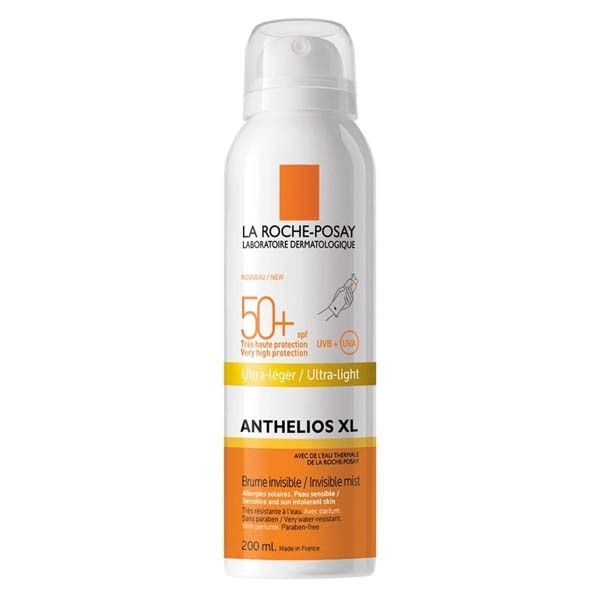 LA ROCHE-POSAY
LABORATOIRE DERMATOLOGIQUE
NOUVEAU / NEW
50+ spf
Très haute protection
Very high protection
UVB + UVA
Ultra-léger / Ultra-light
ANTHELIOS XL
AVEC DE L'EAU THERMALE
DE LA ROCHE-POSAY
Brume invisible / Invisible mist
Allergies solaires. Peau sensible /
Sensitive and sun intolerant skin
Très résistante à l'eau. Avec parfum.
Sans paraben / Very water-resistant.
With perfume. Paraben-free
200 ml. Made in France